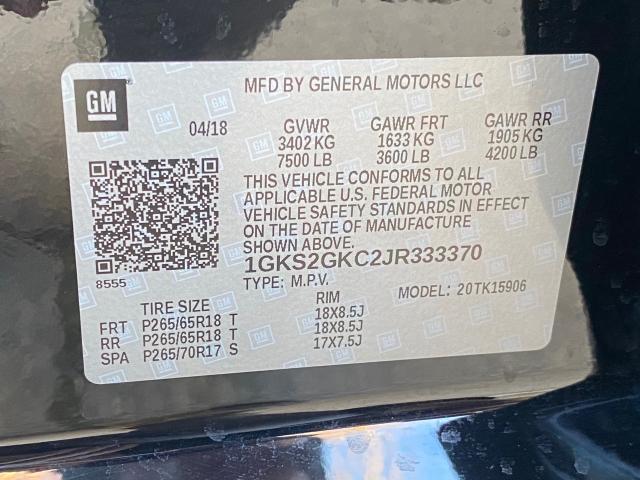 MFD BY GENERAL MOTORS LLC
GM
04/18 GVWR GAWR FRT GAWR RR
3402 KG 1633 KG 1905 KG
7500 LB 3600 LB 4200 LB
THIS VEHICLE CONFORMS TO ALL
APPLICABLE U.S. FEDERAL MOTOR
VEHICLE SAFETY STANDARDS IN EFFECT
ON THE DATE OF MANUFACTURE
SHOWN ABOVE.
8555
1GKS2GKC2JR333370
TYPE: M.P.V. MODEL: 20TK15906
TIRE SIZE RIM
FRT P265/65R18 T 18X8.5J
RR P265/65R18 T 18X8.5J
SPA P265/70R17 S 17X7.5J